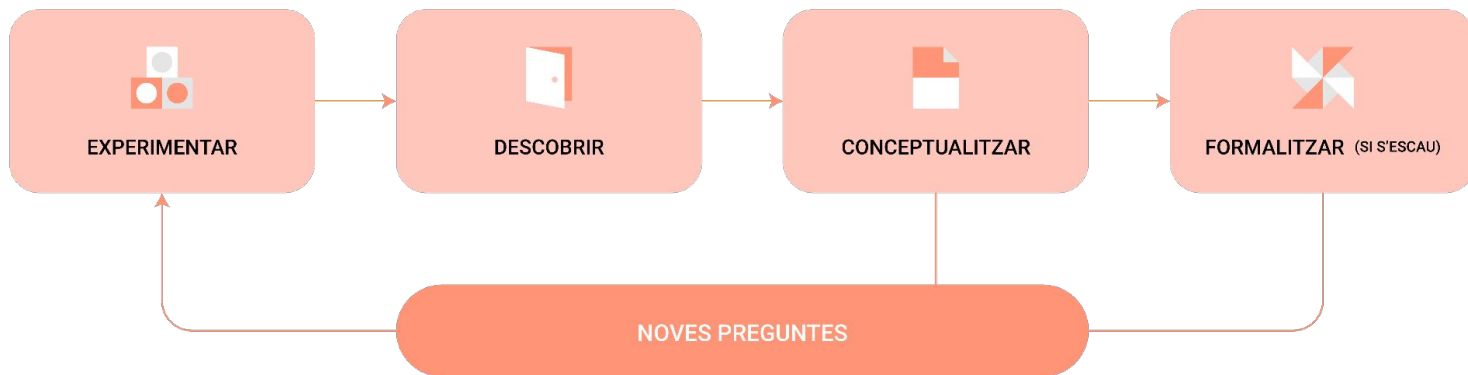 EXPERIMENTAR
DESCOBRIR
CONCEPTUALITZAR
FORMALITZAR (SI S'ESCAU)
NOVES PREGUNTES